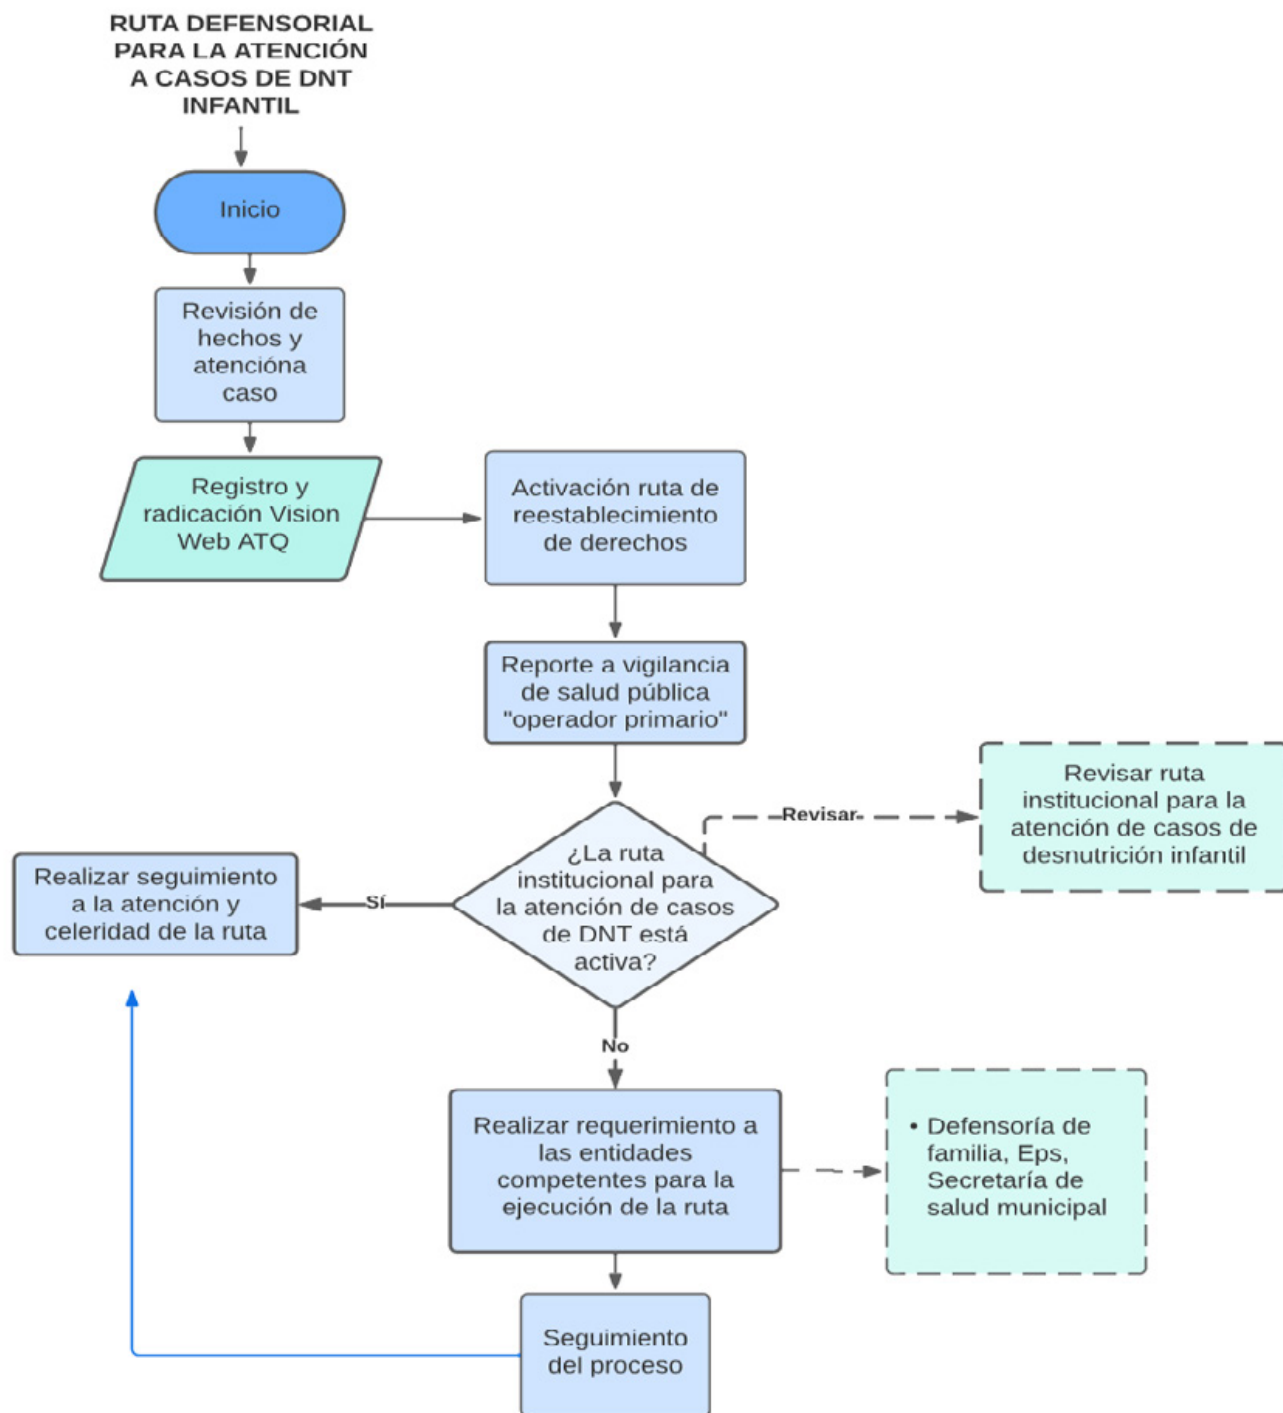 RUTA DEFENSORIAL
PARA LA ATENCIÓN
A CASOS DE DNT
INFANTIL
Inicio
Revisión de
hechos y
atencióna
caso
Registro y
radicación Vision
Web ATQ
Activación ruta de
reestablecimiento
de derechos
Reporte a vigilancia
de salud pública
"operador primario"
¿La ruta
institucional para
la atención de casos
de DNT está
activa?
Revisar
Revisar ruta
institucional para la
atención de casos de
desnutrición infantil
Sí
Realizar seguimiento
a la atención y
celeridad de la ruta
No
Realizar requerimiento a
las entidades
competentes para la
ejecución de la ruta
• Defensoría de
familia, Eps,
Secretaría de
salud municipal
Seguimiento
del proceso